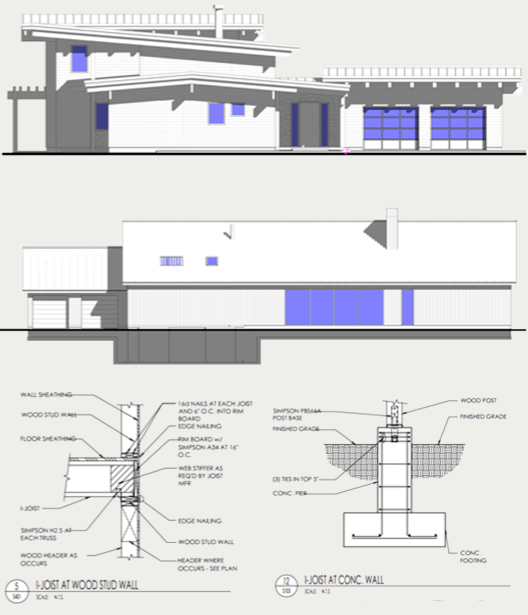 WALL SHEATHING
WOOD STUD WALL
FLOOR SHEATHING
I-JOIST
SIMPSON H2.5 AT
EACH TRUSS
WOOD HEADER AS
OCCURS
16d NAILS AT EACH JOIST
AND 6" O.C. INTO RIM
BOARD
EDGE NAILING
RIM BOARD w/
SIMPSON A34 AT 16"
O.C.
WEB STIFFER AS
REQ'D BY JOIST
MFR
EDGE NAILING
WOOD STUD WALL
HEADER WHERE
OCCURS - SEE PLAN
5
I-JOIST AT WOOD STUD WALL
SCALE: N.T.S.
SIMPSON PBS66A
POST BASE
FINISHED GRADE
(3) TIES IN TOP 5"
CONC. PIER
WOOD POST
FINISHED GRADE
CONC.
FOOTING
12
I-JOIST AT CONC. WALL
SCALE: N.T.S.